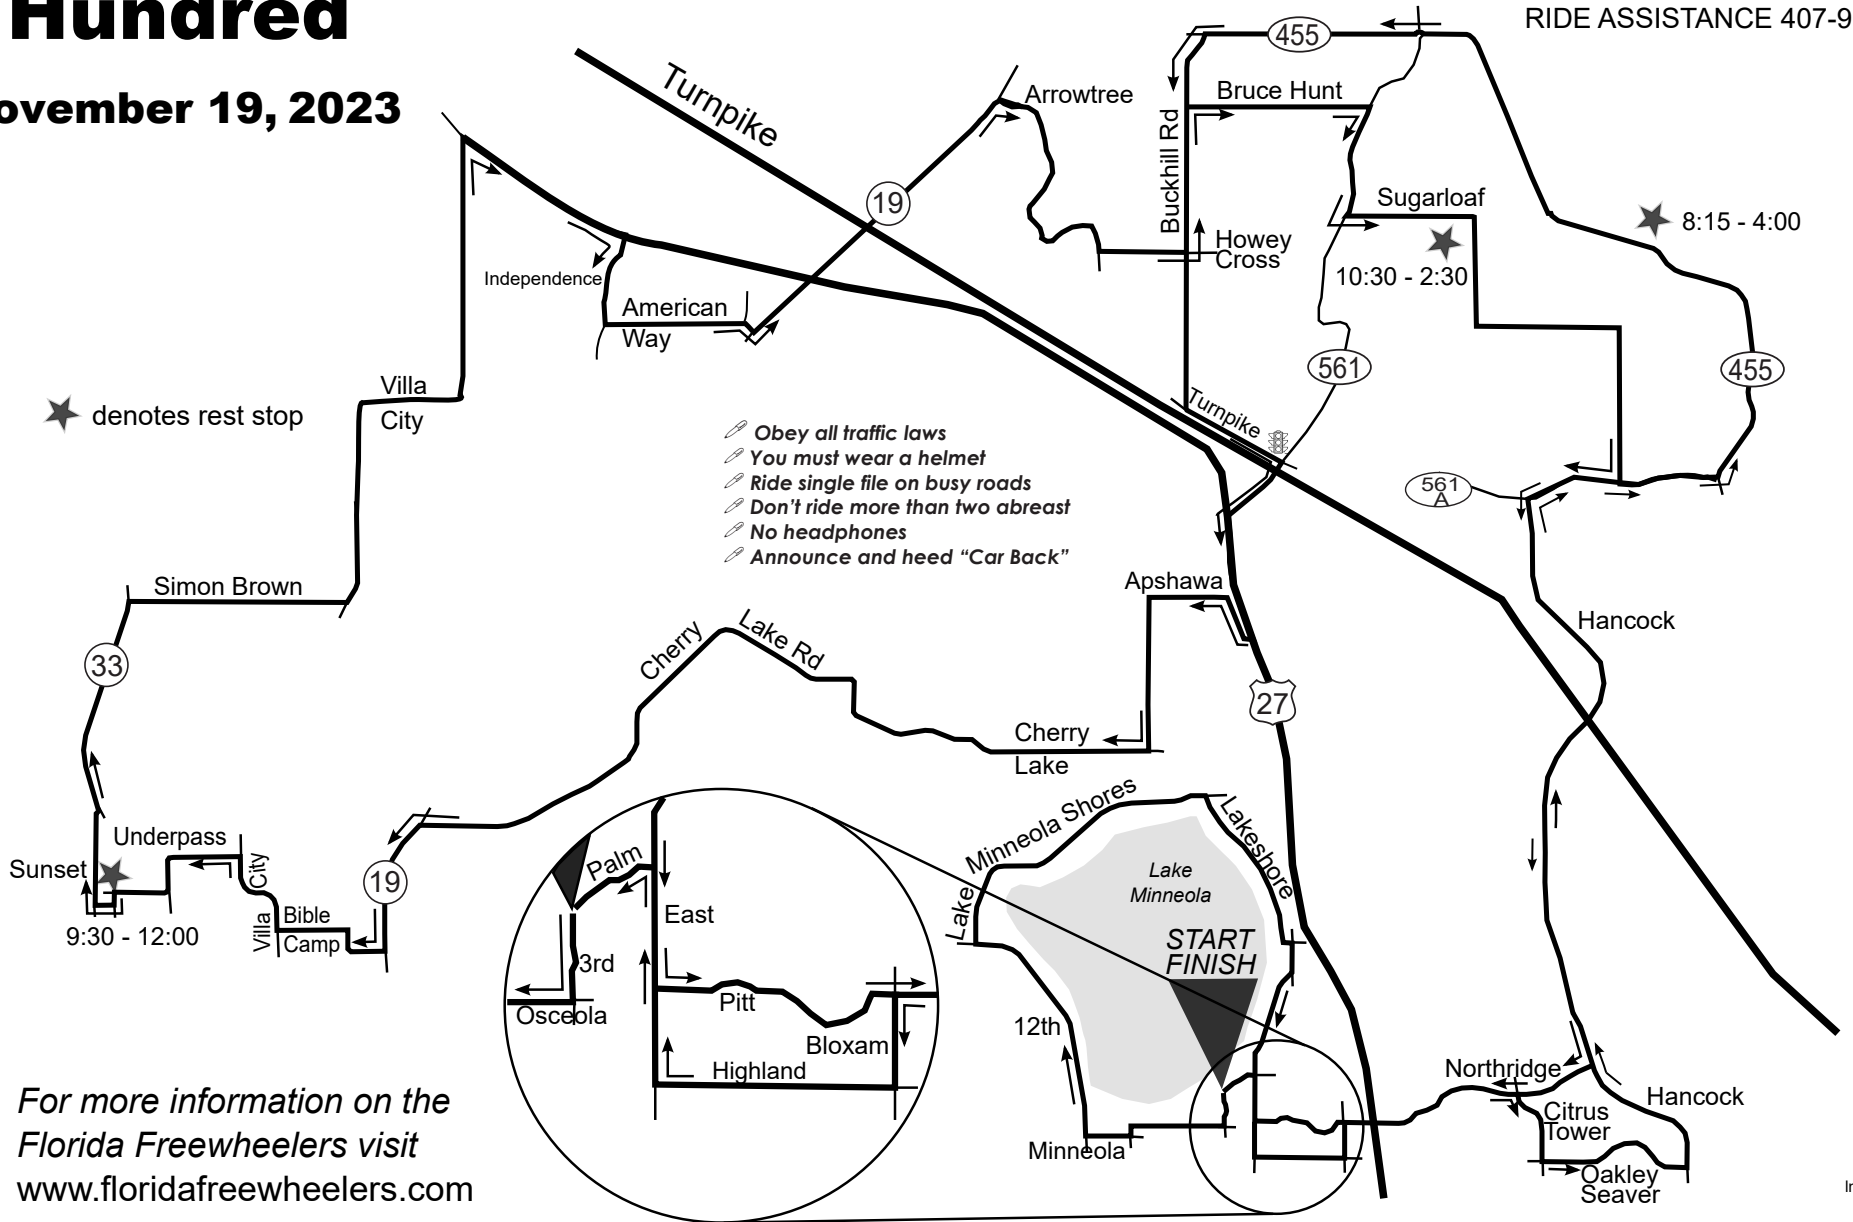 Hundred
ovember 19, 2023
RIDE ASSISTANCE 407-9
455
Turnpike
Arrowtree
Bruce Hunt
Buckhill Rd
19
Sugarloaf
8:15 - 4:00
Howey
Cross
10:30 - 2:30
Independence
American
Way
561
455
Villa
City
denotes rest stop
Turnpike
Obey all traffic laws
You must wear a helmet
Ride single file on busy roads
Don't ride more than two abreast
No headphones
Announce and heed “Car Back”
561
A
Simon Brown
Apshawa
Hancock
33
Cherry
Lake Rd
27
Cherry
Lake
Underpass
Sunset
City
Villa
19
Bible
Camp
9:30 - 12:00
Lake
Minneola Shores
Lakeshore
Lake
Minneola
START
FINISH
12th
Minneola
Palm
East
3rd
Osceola
Pitt
Bloxam
Highland
Northridge
Hancock
Citrus
Tower
Oakley
Seaver
For more information on the
Florida Freewheelers visit
www.floridafreewheelers.com